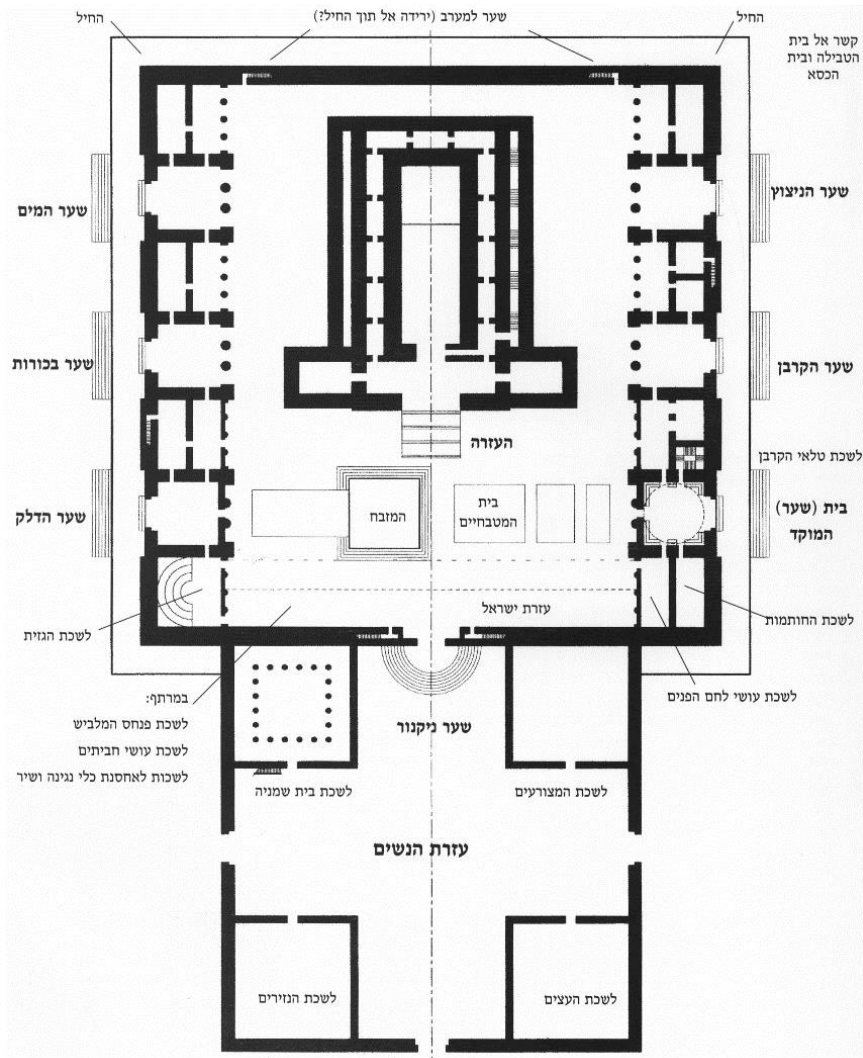 החיל
שער למערב (ירידה אל תוך החיל?)
החיל
קשר אל בית
הטבילה ובית
הכסא
שער הניצוץ
שער המים
שער הקרבן
שער בכורות
העזרה
לשכת טלאי הקרבן
בית (שער)
המוקד
בית
המטבחיים
המזבח
שער הדלק
לשכת החותמות
עזרת ישראל
לשכת הגזית
לשכת עושי לחם הפנים
שער ניקנור
במרתף:
לשכת פנחס המלביש
לשכת עושי חביתים
לשכות לאחסנת כלי נגינה ושיר
לשכת המצורעים
לשכת בית שמניה
עזרת הנשים
לשכת העצים
לשכת הנזירים